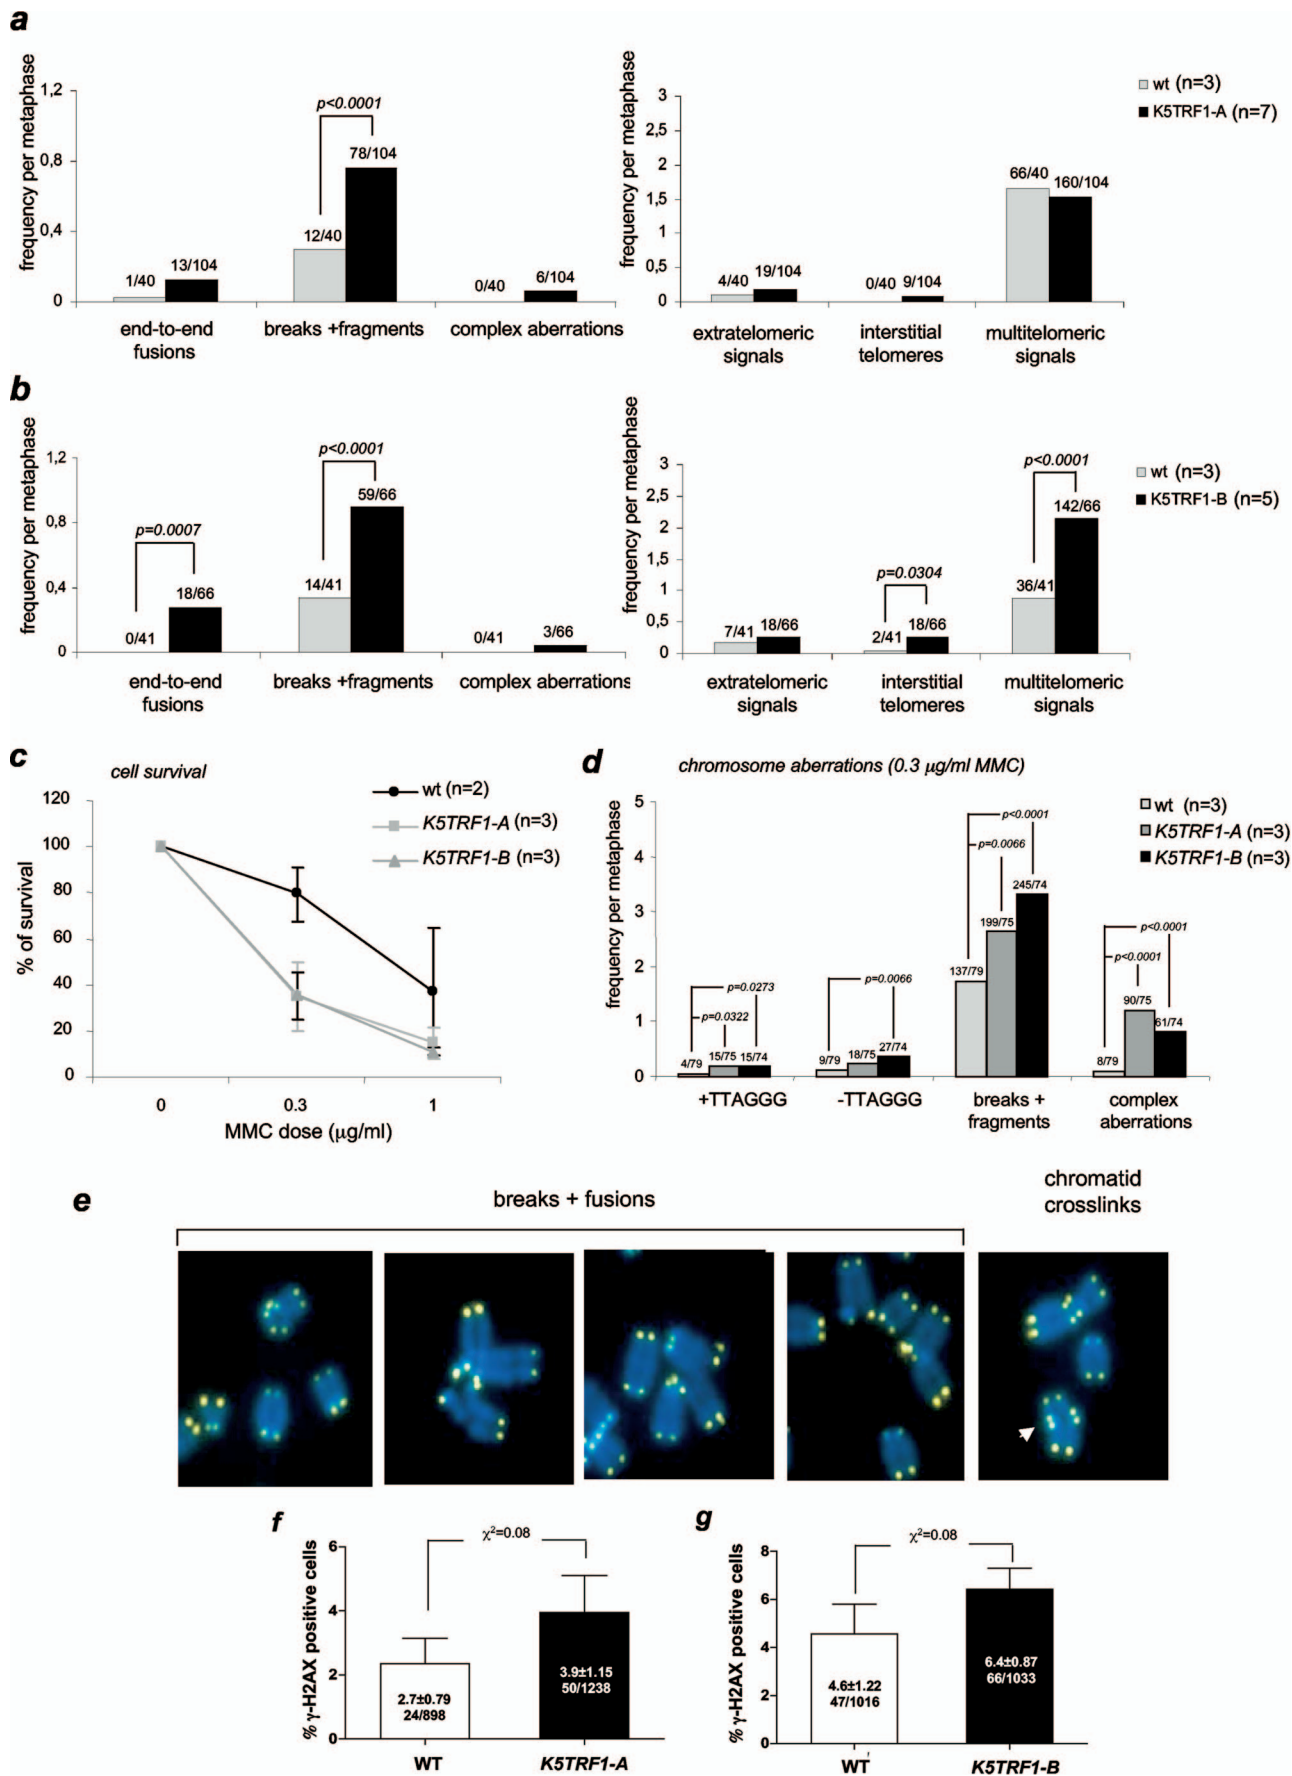 a
frequency per metaphase
1,2
0,8
0,4
0
p<0.0001
1/40
13/104
12/40
78/104
0/40
6/104
end-to-end
fusions
breaks +fragments
complex aberrations
frequency per metaphase
3
2,5
2
1,5
1
0,5
0
4/40
19/104
0/40
9/104
66/40
160/104
extratelomeric
signals
interstitial
telomeres
multitelomeric
signals
wt (n=3)
K5TRF1-A (n=7)
b
frequency per metaphase
1,2
0,8
0,4
0
p=0.0007
p<0.0001
0/41
18/66
14/41
59/66
0/41
3/66
end-to-end
fusions
breaks +fragments
complex aberrations
frequency per metaphase
3
2,5
2
1,5
1
0,5
0
p=0.0304
p<0.0001
7/41
18/66
2/41
18/66
36/41
142/66
extratelomeric
signals
interstitial
telomeres
multitelomeric
signals
wt (n=3)
K5TRF1-B (n=5)
c
cell survival
% of survival
120
100
80
60
40
20
0
0
0.3
1
MMC dose (μg/ml)
wt (n=2)
K5TRF1-A (n=3)
K5TRF1-B (n=3)
d
chromosome aberrations (0.3 μg/ml MMC)
frequency per metaphase
5
4
3
2
1
0
p=0.0273
p=0.0322
4/79
15/75
15/74
p=0.0066
9/79
18/75
27/74
p<0.0001
p=0.0066
137/79
199/75
245/74
p<0.0001
p<0.0001
8/79
90/75
61/74
+TTAGGG
-TTAGGG
breaks +
fragments
complex
aberrations
wt (n=3)
K5TRF1-A (n=3)
K5TRF1-B (n=3)
e
breaks + fusions
chromatid
crosslinks
f
% γ-H2AX positive cells
6
4
2
0
χ²=0.08
2.7±0.79
24/898
3.9±1.15
50/1238
WT
K5TRF1-A
g
% γ-H2AX positive cells
8
6
4
2
0
χ²=0.08
4.6±1.22
47/1016
6.4±0.87
66/1033
WT
K5TRF1-B